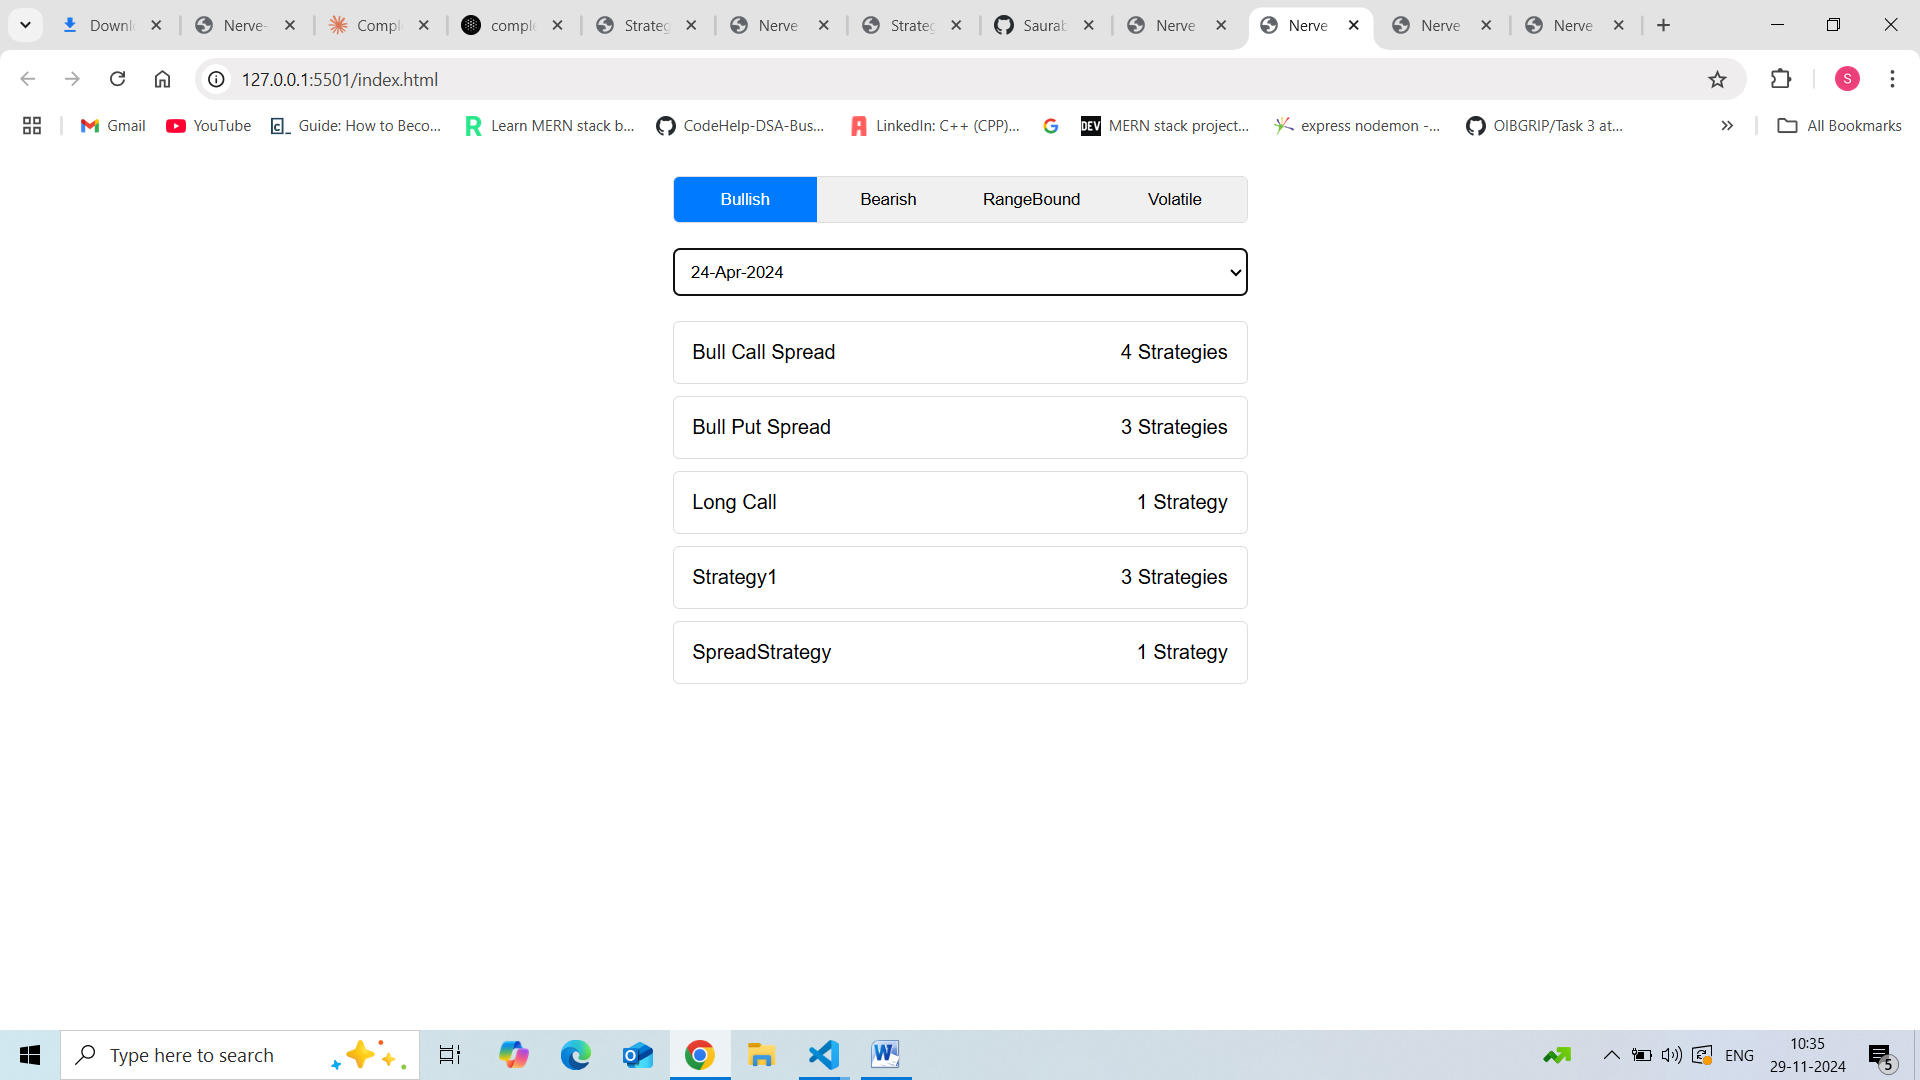 Downl Nerve- Compl comple Strateg Nerve Strateg Saurab Nerve Nerve Nerve Nerve
127.0.0.1:5501/index.html S
Gmail YouTube Guide: How to Beco... Learn MERN stack b... CodeHelp-DSA-Bus... LinkedIn: C++ (CPP)... DEV MERN stack project... express nodemon -... OIBGRIP/Task 3 at... All Bookmarks
Bullish Bearish RangeBound Volatile
24-Apr-2024
Bull Call Spread 4 Strategies
Bull Put Spread 3 Strategies
Long Call 1 Strategy
Strategy1 3 Strategies
SpreadStrategy 1 Strategy
Type here to search ENG 10:35
29-11-2024 5